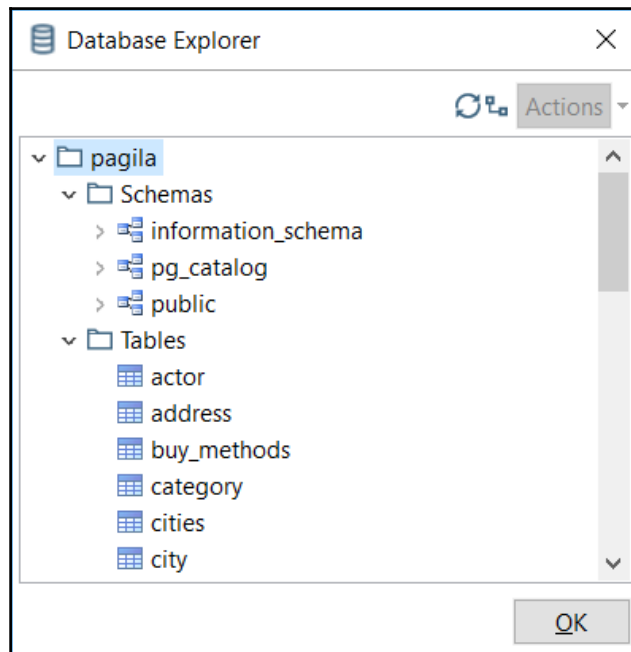 Database Explorer
Actions
pagila
Schemas
information_schema
pg_catalog
public
Tables
actor
address
buy_methods
category
cities
city
OK